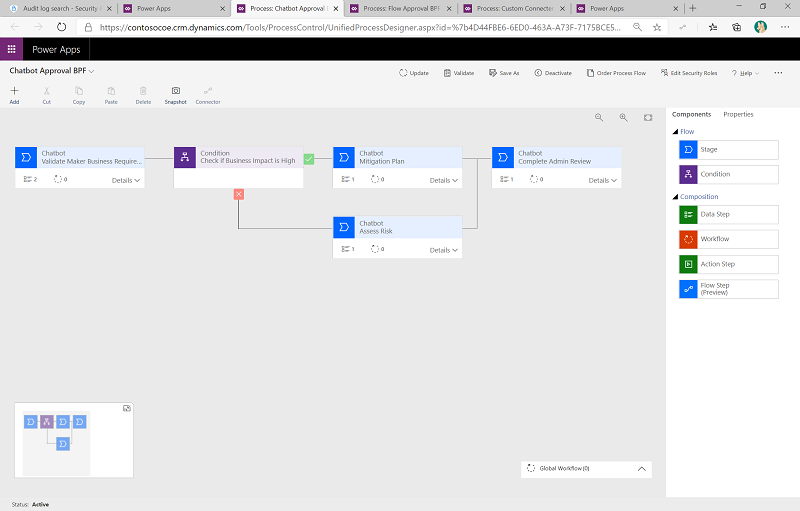 Audit log search - Security &
Power Apps
Process: Chatbot Approval B
Process: Flow Approval BPF
Process: Custom Connecter
Power Apps
https://contosocoe.crm.dynamics.com/Tools/ProcessControl/UnifiedProcessDesigner.aspx?id=%7b4D44FBE6-6ED0-463A-A73F-7175BCE5...
Power Apps
Chatbot Approval BPF
Update
Validate
Save As
Deactivate
Order Process Flow
Edit Security Roles
? Help
Add
Cut
Copy
Paste
Delete
Snapshot
Connector
Components
Properties
Flow
Stage
Condition
Composition
Data Step
Workflow
Action Step
Flow Step
(Preview)
Chatbot
Validate Maker Business Require...
2
0
Details
Condition
Check if Business Impact is High
Chatbot
Mitigation Plan
1
0
Details
Chatbot
Complete Admin Review
1
0
Details
Chatbot
Assess Risk
1
0
Details
Global Workflow (0)
Status: Active